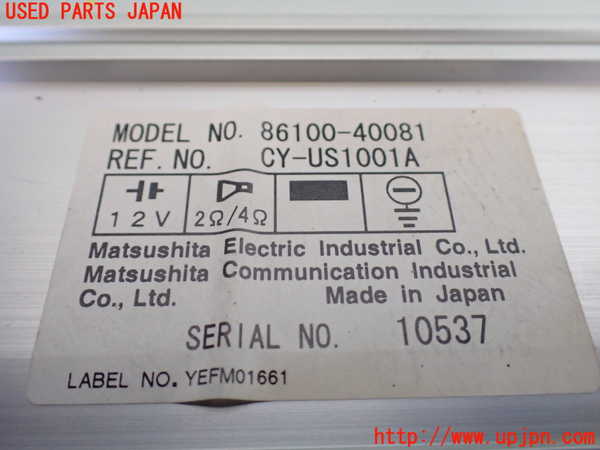 USED PARTS JAPAN
MODEL NO. 86100-40081
REF. NO. CY-US1001A
12V 2Ω/4Ω
Matsushita Electric Industrial Co., Ltd.
Matsushita Communication Industrial
Co., Ltd. Made in Japan
SERIAL NO. 10537
LABEL NO. YEFM01661
http://www.upjpn.com/